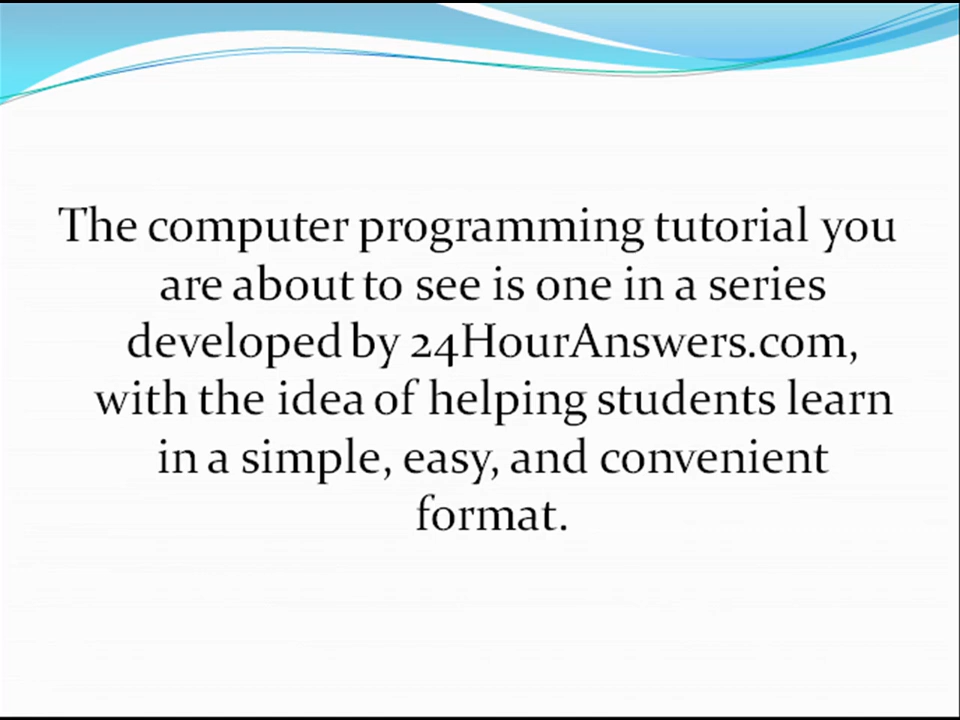 The computer programming tutorial you
are about to see is one in a series
developed by 24HourAnswers.com,
with the idea of helping students learn
in a simple, easy, and convenient
format.